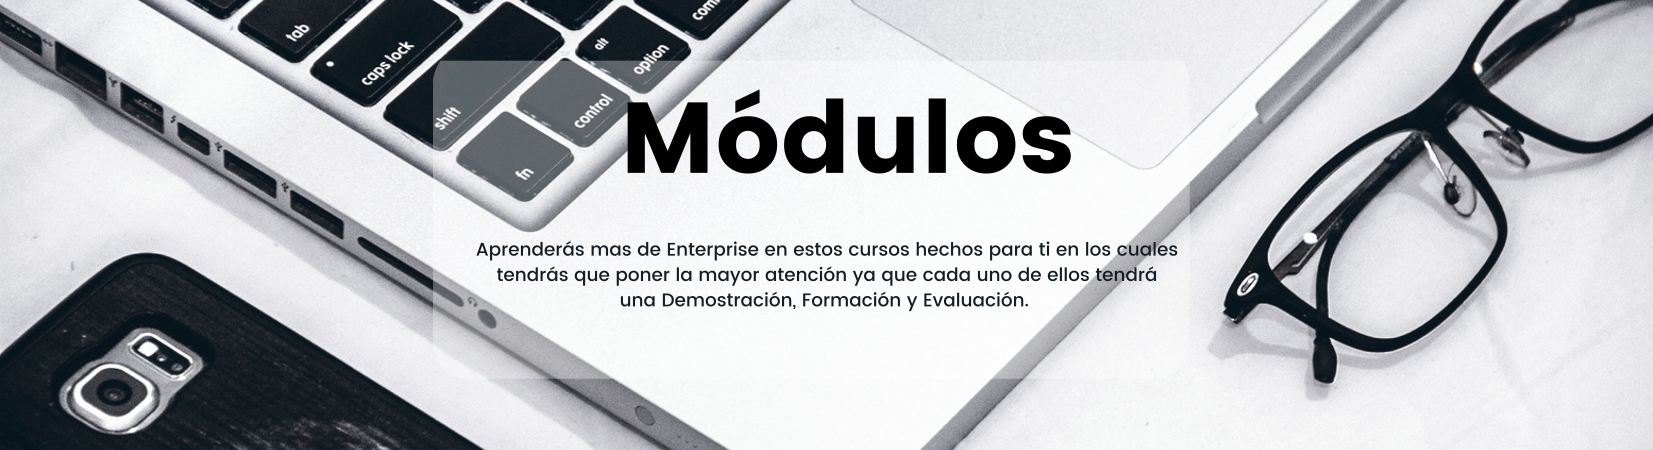 tab
caps lock
shift
alt
option
control
fn
Módulos
Aprenderás mas de Enterprise en estos cursos hechos para ti en los cuales
tendrás que poner la mayor atención ya que cada uno de ellos tendrá
una Demostración, Formación y Evaluación.